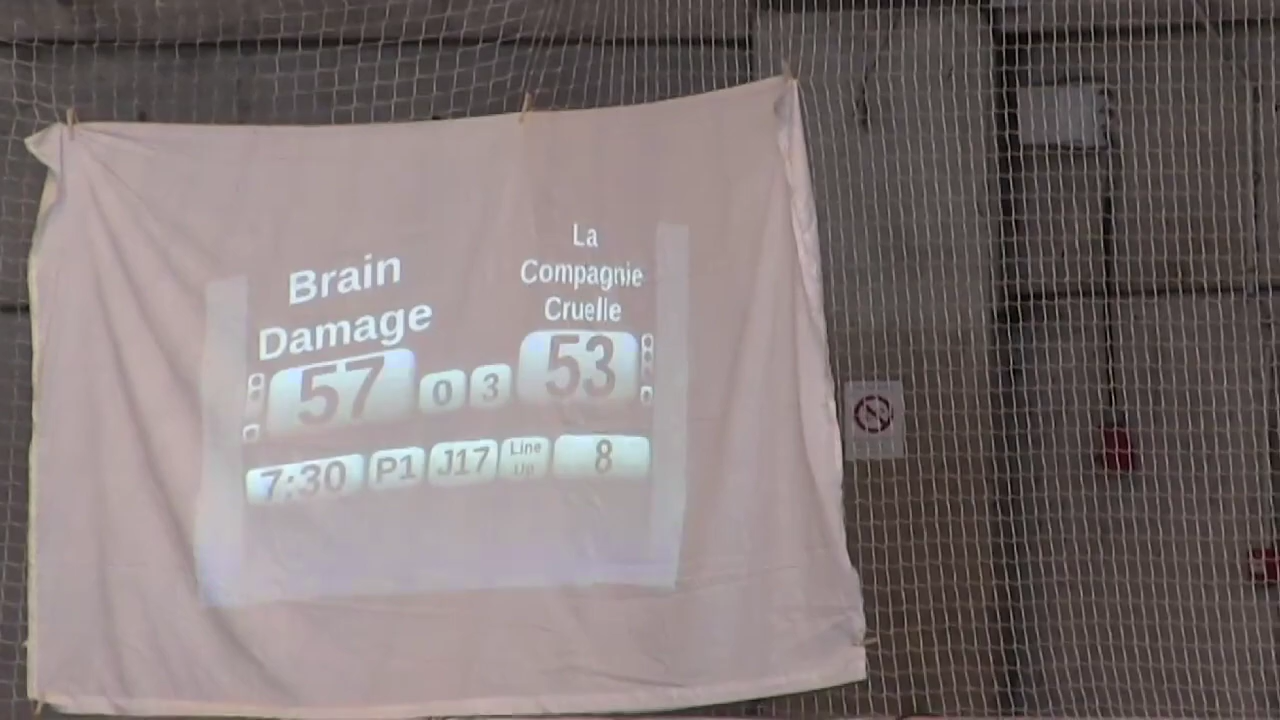 Brain
Damage
La
Compagnie
Cruelle
57 0 3 53
7:30 P1 J17 Line Up 8